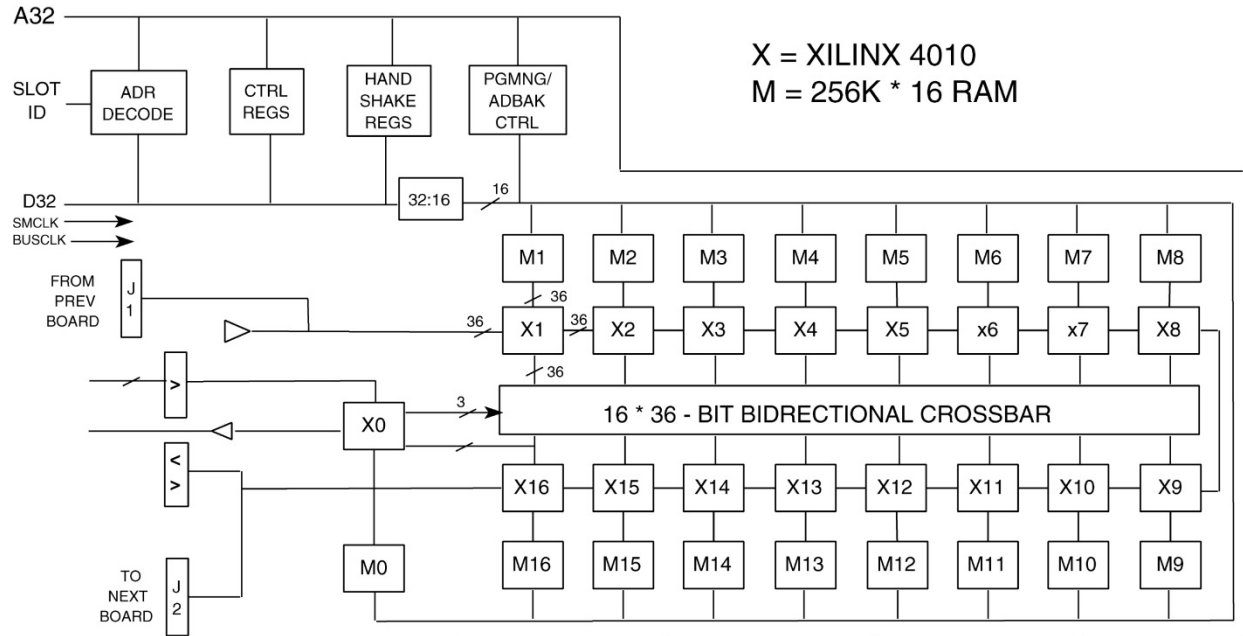 A32
X = XILINX 4010
M = 256K * 16 RAM
SLOT
ID
ADR
DECODE
CTRL
REGS
HAND
SHAKE
REGS
PGMNG/
ADBAK
CTRL
D32
32:16
16
SMCLK
BUSCLK
M1 M2 M3 M4 M5 M6 M7 M8
FROM
PREV
BOARD
J
1
36
36 X1 36 X2 X3 X4 X5 x6 x7 X8
36
>
3
16 * 36 - BIT BIDRECTIONAL CROSSBAR
X0
<
>
X16 X15 X14 X13 X12 X11 X10 X9
TO
NEXT
BOARD
J
2
M0 M16 M15 M14 M13 M12 M11 M10 M9